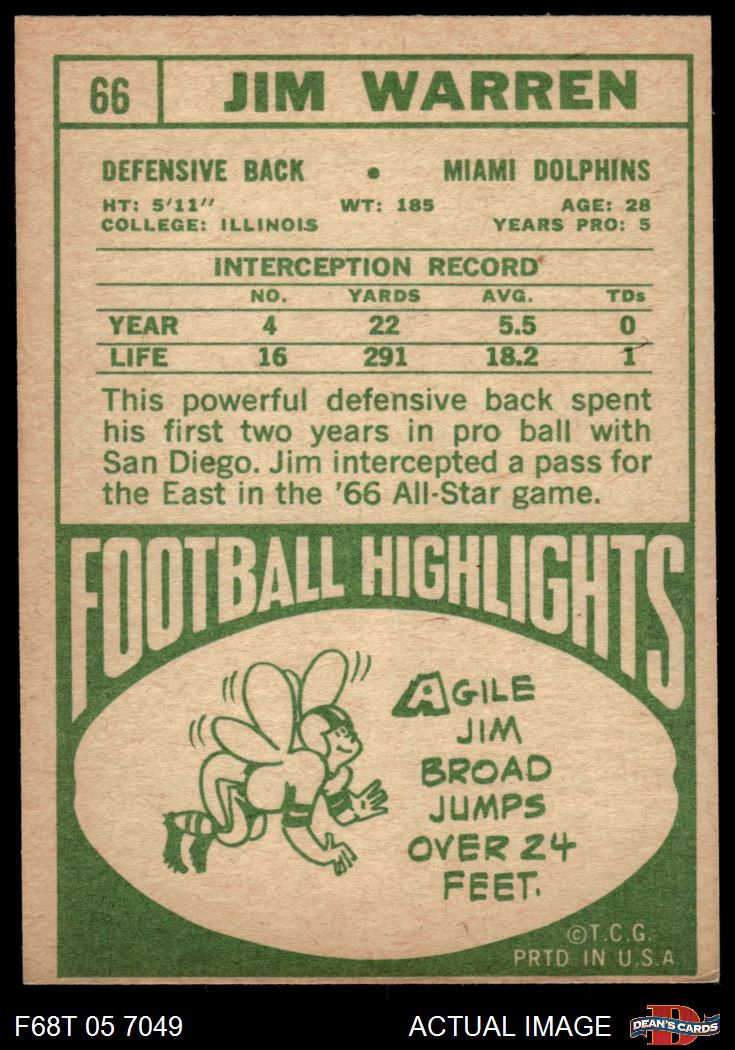 66 JIM WARREN
DEFENSIVE BACK • MIAMI DOLPHINS
HT: 5'11" WT: 185 AGE: 28
COLLEGE: ILLINOIS YEARS PRO: 5
INTERCEPTION RECORD
NO. YARDS AVG. TDs
YEAR 4 22 5.5 0
LIFE 16 291 18.2 1
This powerful defensive back spent
his first two years in pro ball with
San Diego. Jim intercepted a pass for
the East in the '66 All-Star game.
FOOTBALL HIGHLIGHTS
AGILE
JIM
BROAD
JUMPS
OVER 24
FEET.
©T.C.G.
PRTD IN U.S.A
F68T 05 7049 ACTUAL IMAGE D DEAN'S CARDS